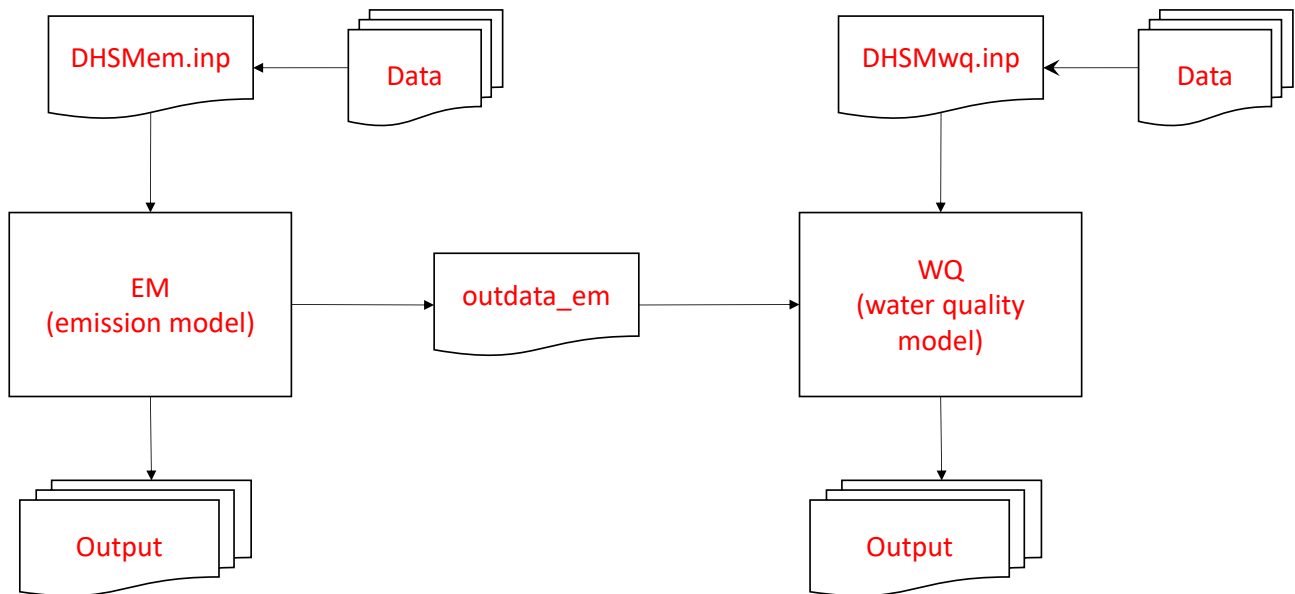 DHSMem.inp
Data
DHSMwq.inp
Data
EM
(emission model)
outdata_em
WQ
(water quality
model)
Output
Output